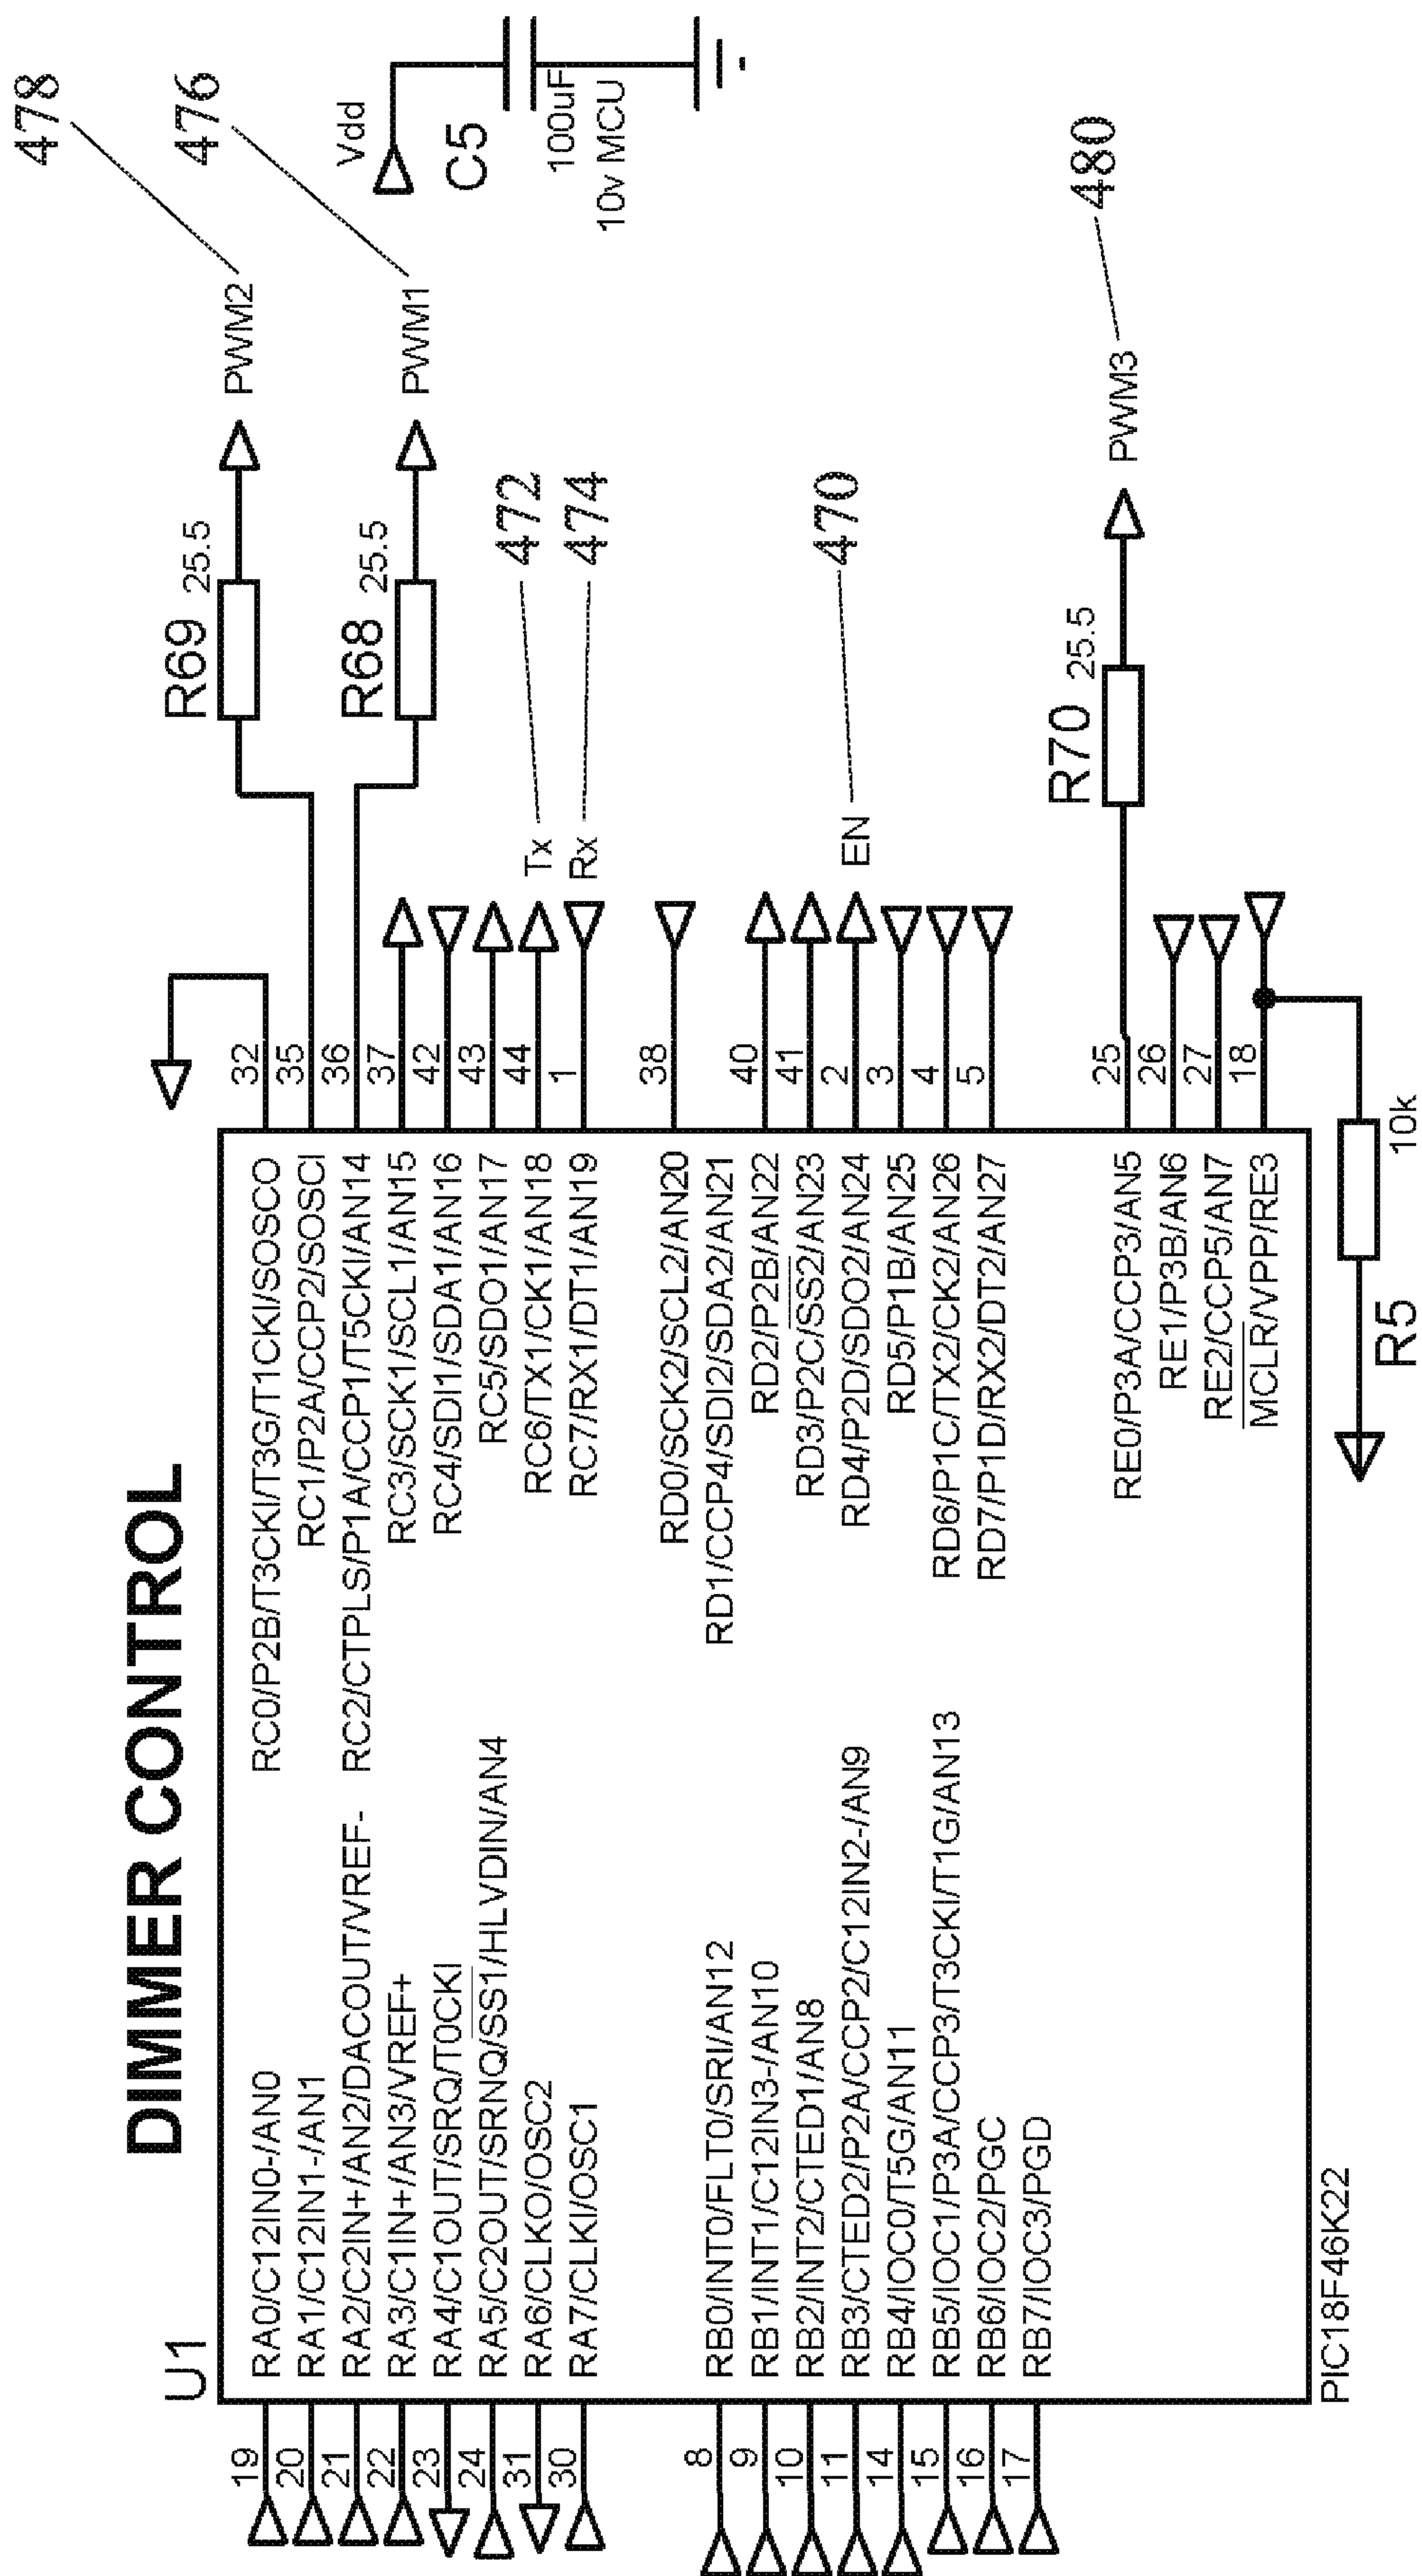 DIMMER CONTROL
U1
19 RA0/C12IN0-/AN0
20 RA1/C12IN1-/AN1
21 RA2/C2IN+/AN2/DACOUT/VREF-
22 RA3/C1IN+/AN3/VREF+
23 RA4/C1OUT/SRQ/T0CKI
24 RA5/C2OUT/SRNQ/SS1/HLVDIN/AN4
31 RA6/CLKO/OSC2
30 RA7/CLKI/OSC1
8 RB0/INT0/FLT0/SRI/AN12
9 RB1/INT1/C12IN3-/AN10
10 RB2/INT2/CTED1/AN8
11 RB3/CTED2/P2A/CCP2/C12IN2-/AN9
14 RB4/IOC0/T5G/AN11
15 RB5/IOC1/P3A/CCP3/T3CKI/T1G/AN13
16 RB6/IOC2/PGC
17 RB7/IOC3/PGD
PIC18F46K22
RC0/P2B/T3CKI/T3G/T1CKI/SOSCO 32
RC1/P2A/CCP2/SOSCI 35
RC2/CTPLS/P1A/CCP1/T5CKI/AN14 36
RC3/SCK1/SCL1/AN15 37
RC4/SDI1/SDA1/AN16 42
RC5/SDO1/AN17 43
RC6/TX1/CK1/AN18 44 Tx 472
RC7/RX1/DT1/AN19 1 Rx 474
RD0/SCK2/SCL2/AN20 38
RD1/CCP4/SDI2/SDA2/AN21
RD2/P2B/AN22 40
RD3/P2C/SS2/AN23 41
RD4/P2D/SDO2/AN24 2 EN 470
RD5/P1B/AN25 3
RD6/P1C/TX2/CK2/AN26 4
RD7/P1D/RX2/DT2/AN27 5
RE0/P3A/CCP3/AN5 25
RE1/P3B/AN6 26
RE2/CCP5/AN7 27
MCLR/VPP/RE3 18
R5
10k
R69
25.5
PWM2
478
R68
25.5
PWM1
476
R70
25.5
PWM3
480
Vdd
C5
100uF
10v MCU